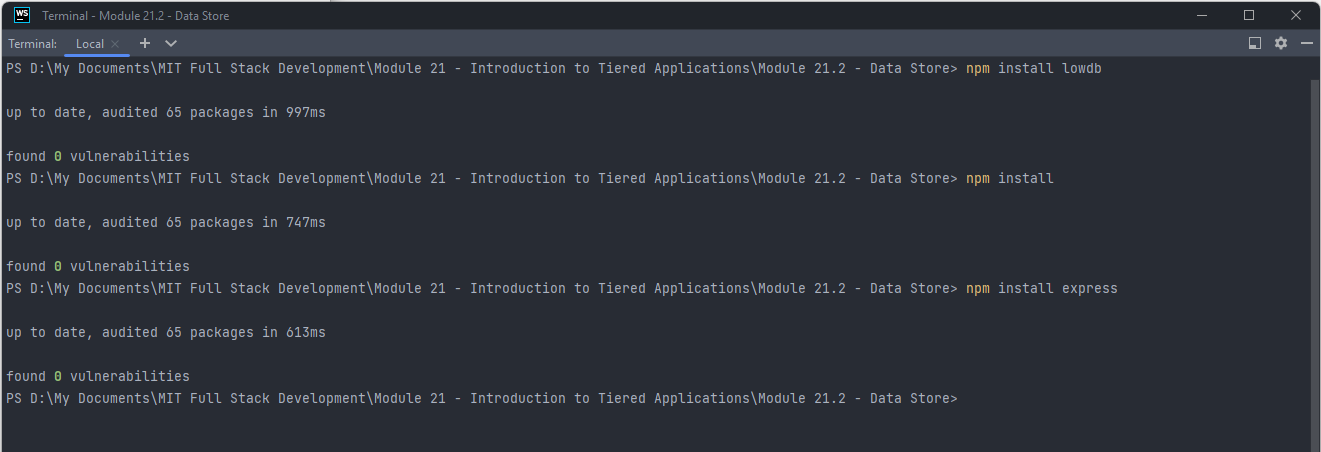 WS Terminal - Module 21.2 - Data Store
Terminal: Local
PS D:\My Documents\MIT Full Stack Development\Module 21 - Introduction to Tiered Applications\Module 21.2 - Data Store> npm install lowdb
up to date, audited 65 packages in 997ms
found 0 vulnerabilities
PS D:\My Documents\MIT Full Stack Development\Module 21 - Introduction to Tiered Applications\Module 21.2 - Data Store> npm install
up to date, audited 65 packages in 747ms
found 0 vulnerabilities
PS D:\My Documents\MIT Full Stack Development\Module 21 - Introduction to Tiered Applications\Module 21.2 - Data Store> npm install express
up to date, audited 65 packages in 613ms
found 0 vulnerabilities
PS D:\My Documents\MIT Full Stack Development\Module 21 - Introduction to Tiered Applications\Module 21.2 - Data Store>